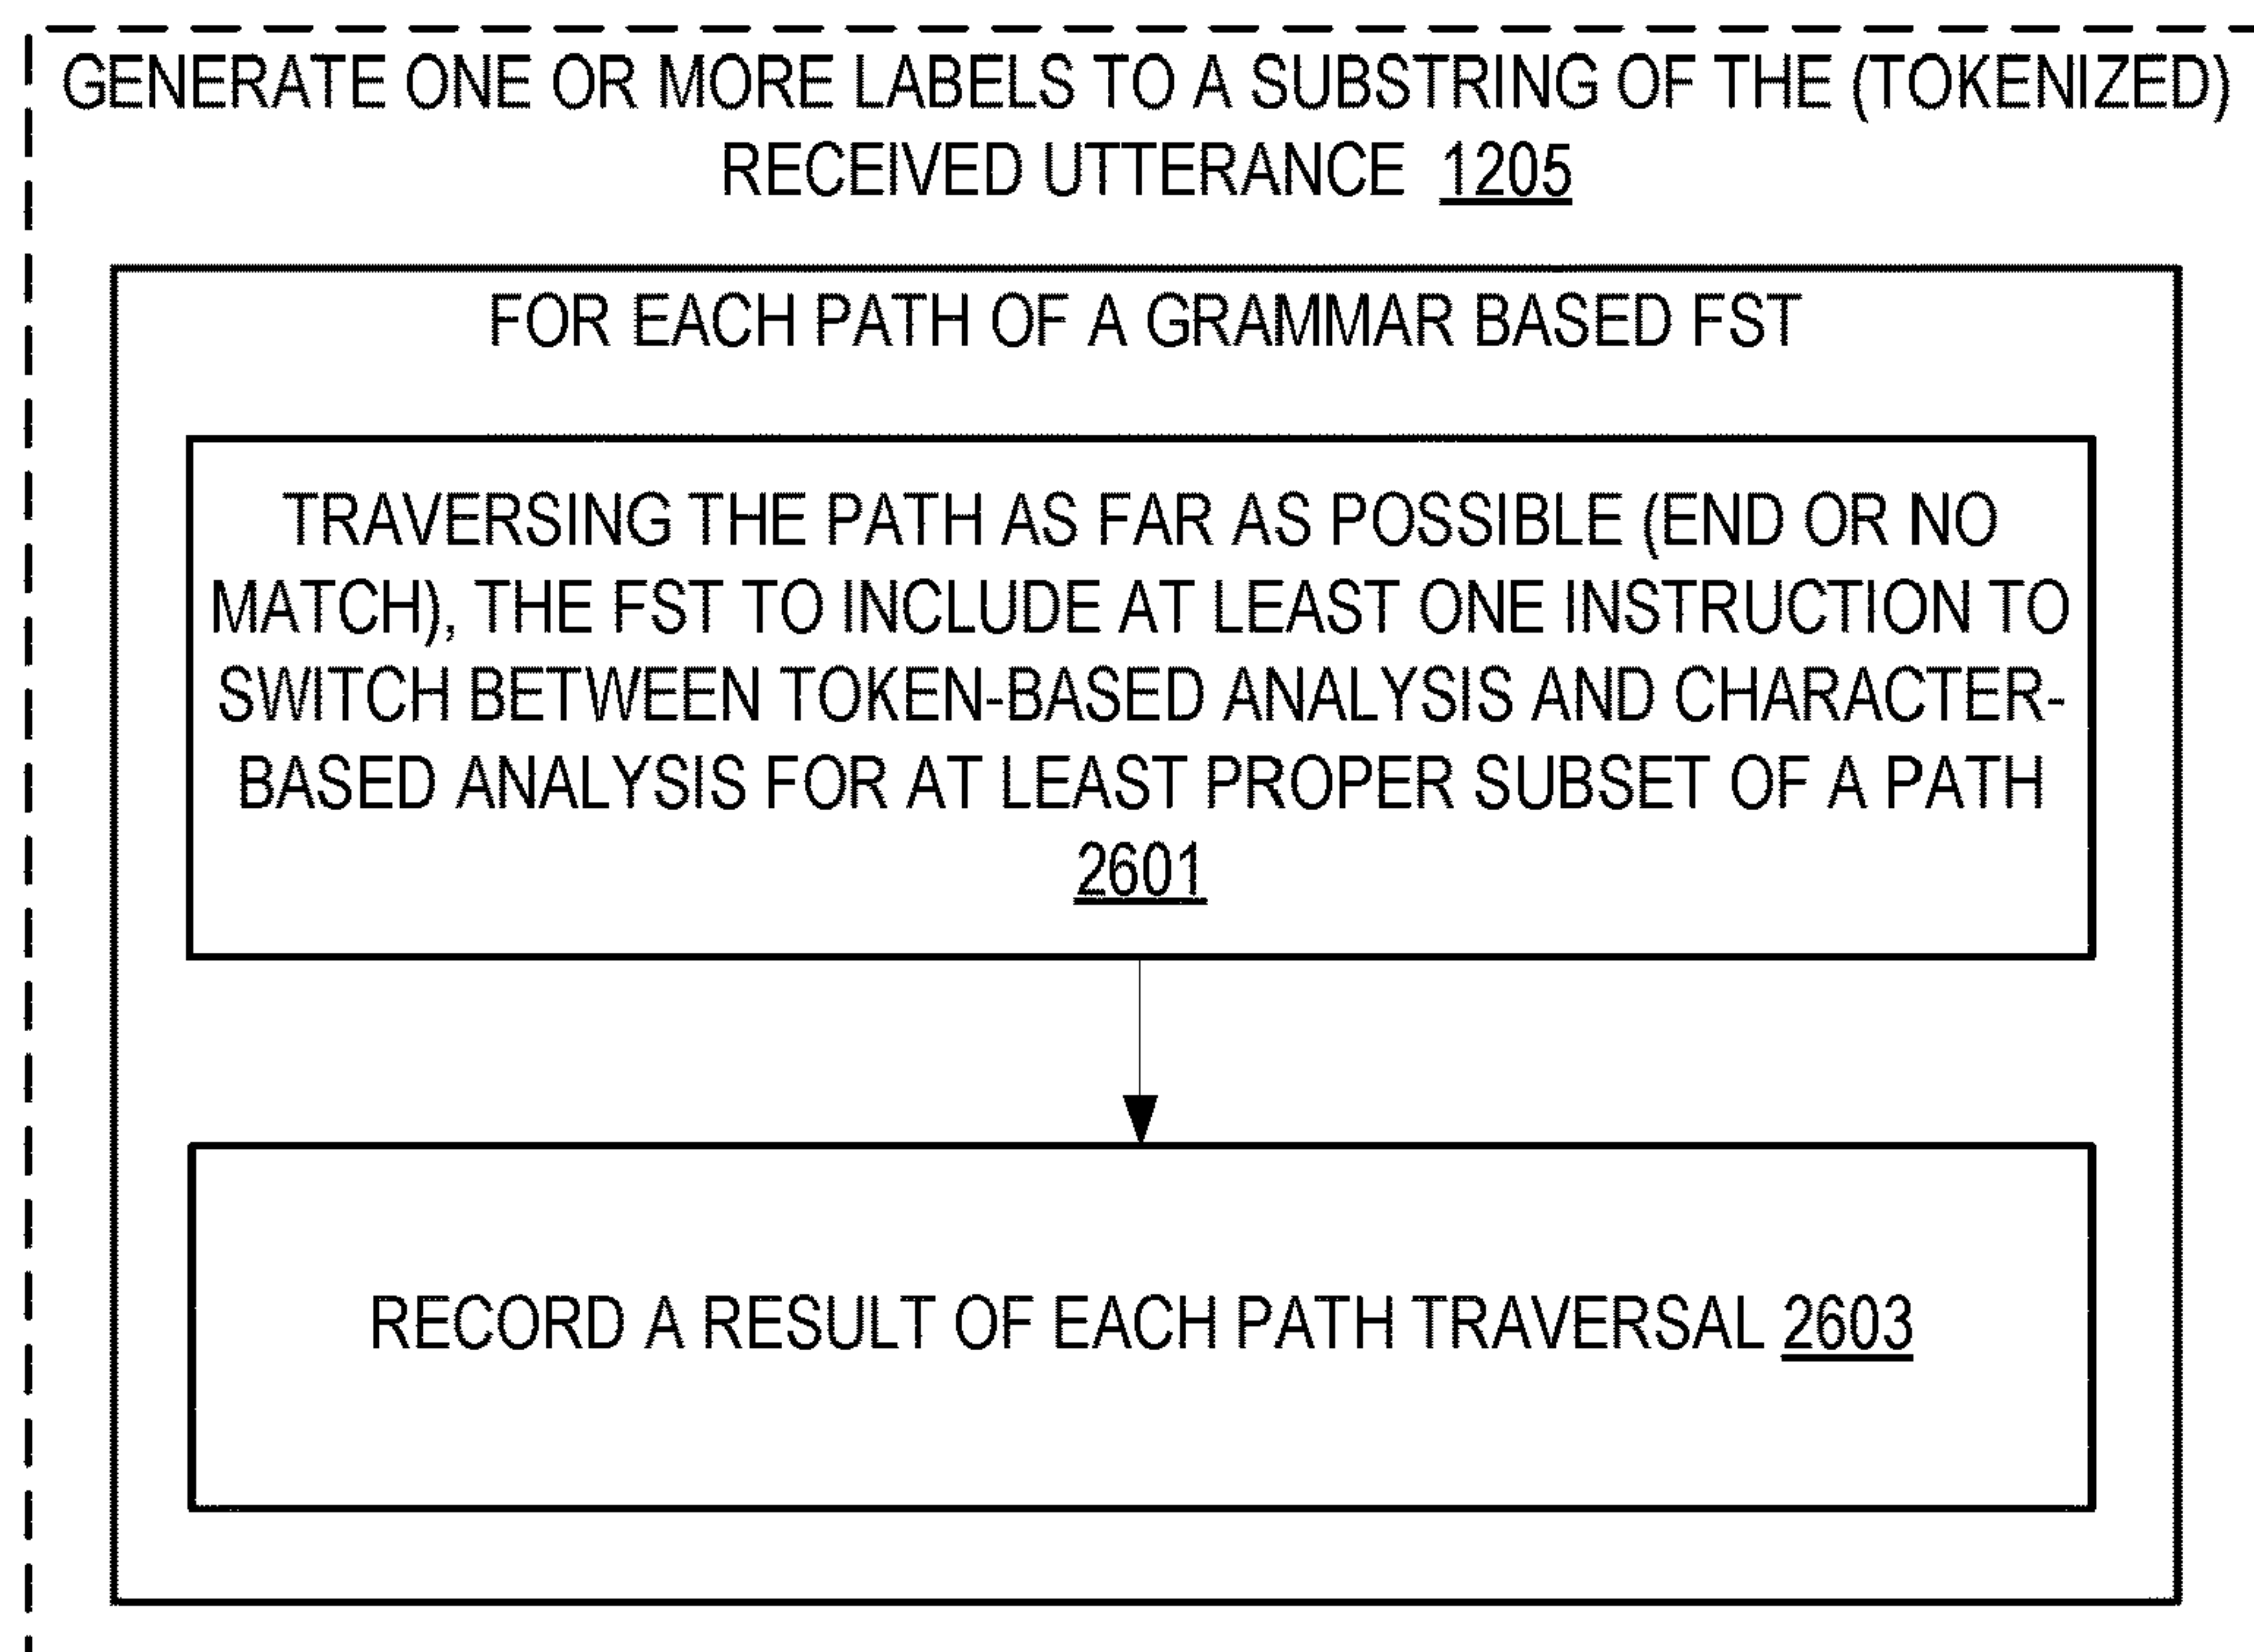 GENERATE ONE OR MORE LABELS TO A SUBSTRING OF THE (TOKENIZED)
RECEIVED UTTERANCE 1205
FOR EACH PATH OF A GRAMMAR BASED FST
TRAVERSING THE PATH AS FAR AS POSSIBLE (END OR NO
MATCH), THE FST TO INCLUDE AT LEAST ONE INSTRUCTION TO
SWITCH BETWEEN TOKEN-BASED ANALYSIS AND CHARACTER-
BASED ANALYSIS FOR AT LEAST PROPER SUBSET OF A PATH
2601
RECORD A RESULT OF EACH PATH TRAVERSAL 2603